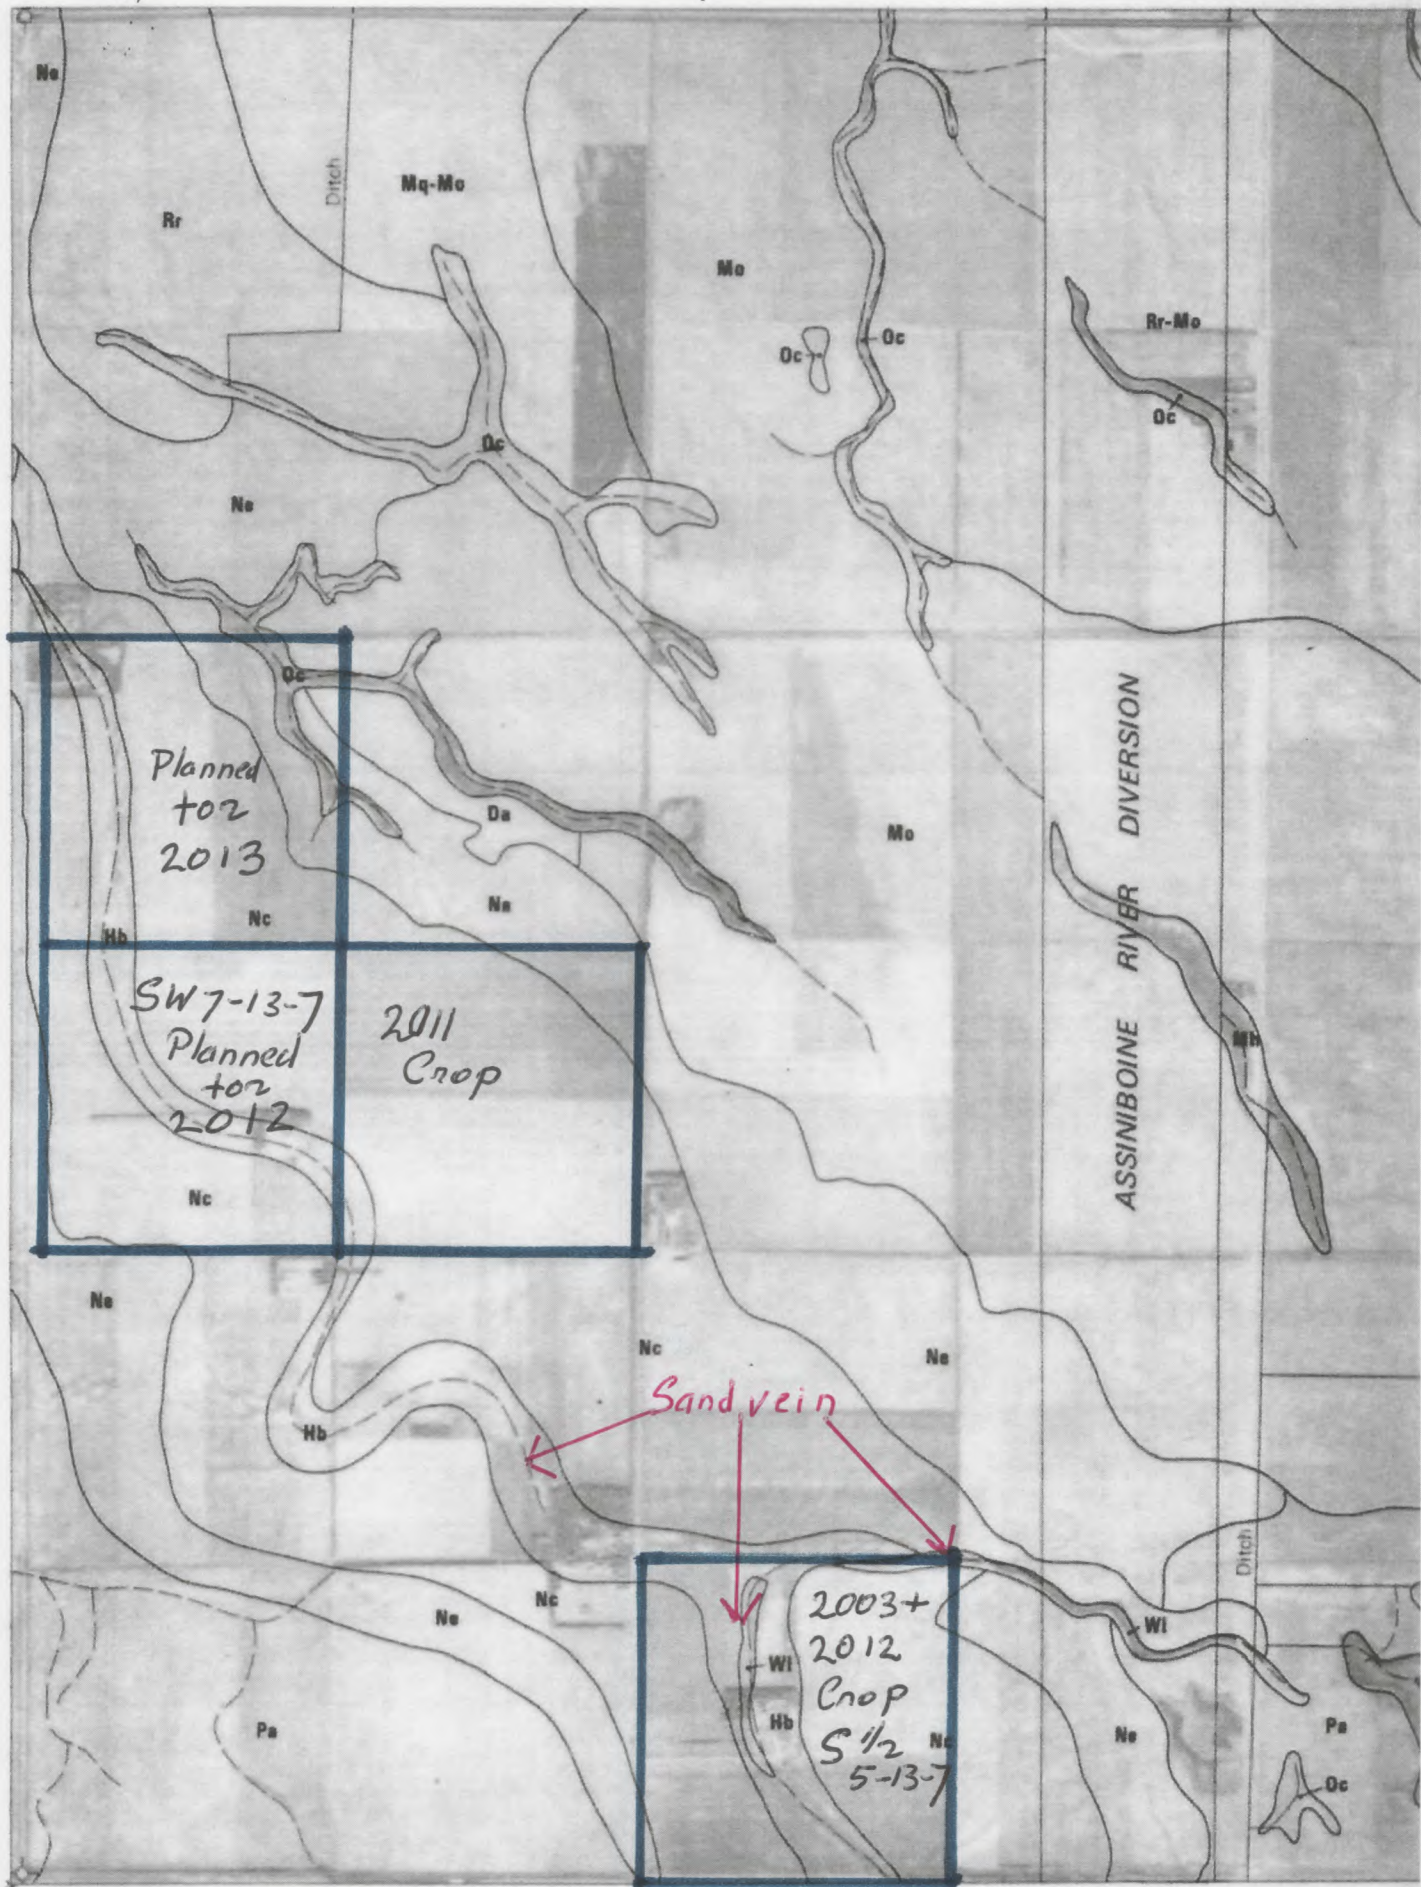 Ne
Ditch
Mq-Mo
Rr
Mo
Oc
Oc
Rr-Mo
Oc
Oc
Ne
Oc
Planned
for
2013
Da
Mo
ASSINIBOINE RIVER DIVERSION
Ne
Nc
Hb
SW 7-13-7
Planned
for
2012
2011
Crop
Mh
Nc
Ne
Nc
Ne
Sand vein
Hb
Ditch
Ne
Nc
2003+
2012
Crop
S 1/2
5-13-7
Wl
Wl
Hb
Nc
Ne
Pa
Pa
Oc